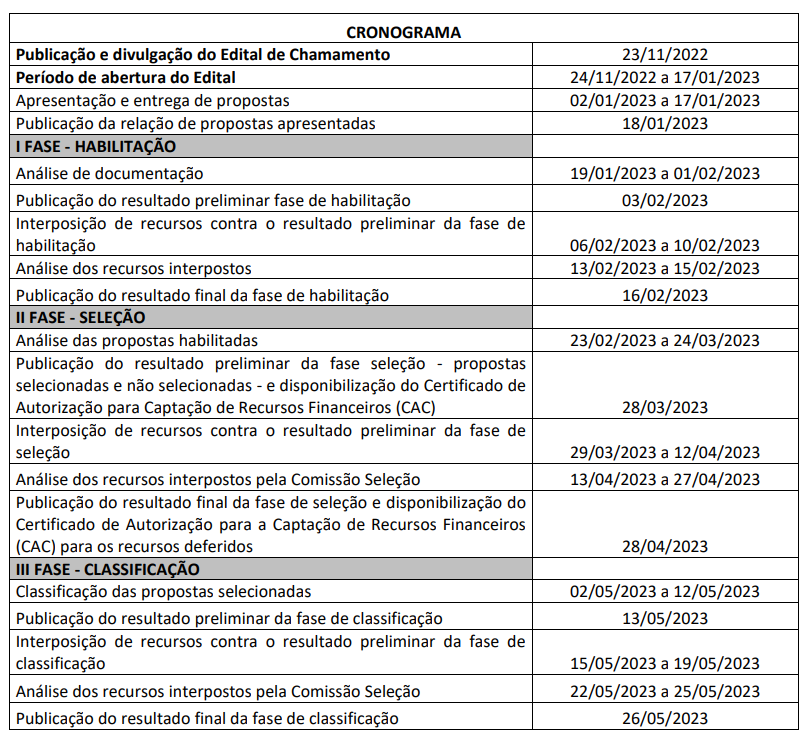 CRONOGRAMA
Publicação e divulgação do Edital de Chamamento 23/11/2022
Período de abertura do Edital 24/11/2022 a 17/01/2023
Apresentação e entrega de propostas 02/01/2023 a 17/01/2023
Publicação da relação de propostas apresentadas 18/01/2023
I FASE - HABILITAÇÃO
Análise de documentação 19/01/2023 a 01/02/2023
Publicação do resultado preliminar fase de habilitação 03/02/2023
Interposição de recursos contra o resultado preliminar da fase de
habilitação 06/02/2023 a 10/02/2023
Análise dos recursos interpostos 13/02/2023 a 15/02/2023
Publicação do resultado final da fase de habilitação 16/02/2023
II FASE - SELEÇÃO
Análise das propostas habilitadas 23/02/2023 a 24/03/2023
Publicação do resultado preliminar da fase seleção - propostas
selecionadas e não selecionadas - e disponibilização do Certificado de
Autorização para Captação de Recursos Financeiros (CAC) 28/03/2023
Interposição de recursos contra o resultado preliminar da fase de
seleção 29/03/2023 a 12/04/2023
Análise dos recursos interpostos pela Comissão Seleção 13/04/2023 a 27/04/2023
Publicação do resultado final da fase de seleção e disponibilização do
Certificado de Autorização para a Captação de Recursos Financeiros
(CAC) para os recursos deferidos 28/04/2023
III FASE - CLASSIFICAÇÃO
Classificação das propostas selecionadas 02/05/2023 a 12/05/2023
Publicação do resultado preliminar da fase de classificação 13/05/2023
Interposição de recursos contra o resultado preliminar da fase de
classificação 15/05/2023 a 19/05/2023
Análise dos recursos interpostos pela Comissão Seleção 22/05/2023 a 25/05/2023
Publicação do resultado final da fase de classificação 26/05/2023